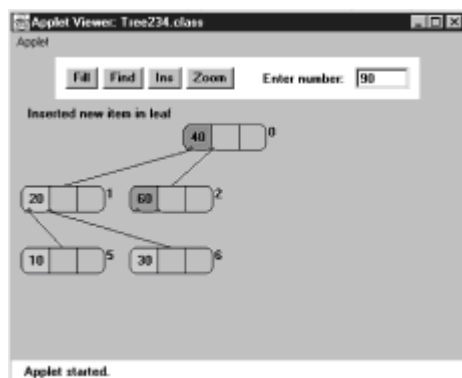 Applet Viewer: Tree234.class
Applet
Fill Find Ins Zoom Enter number: 90
Inserted new item in leaf
40 0
20 1 60 2
10 5 30 6
Applet started.